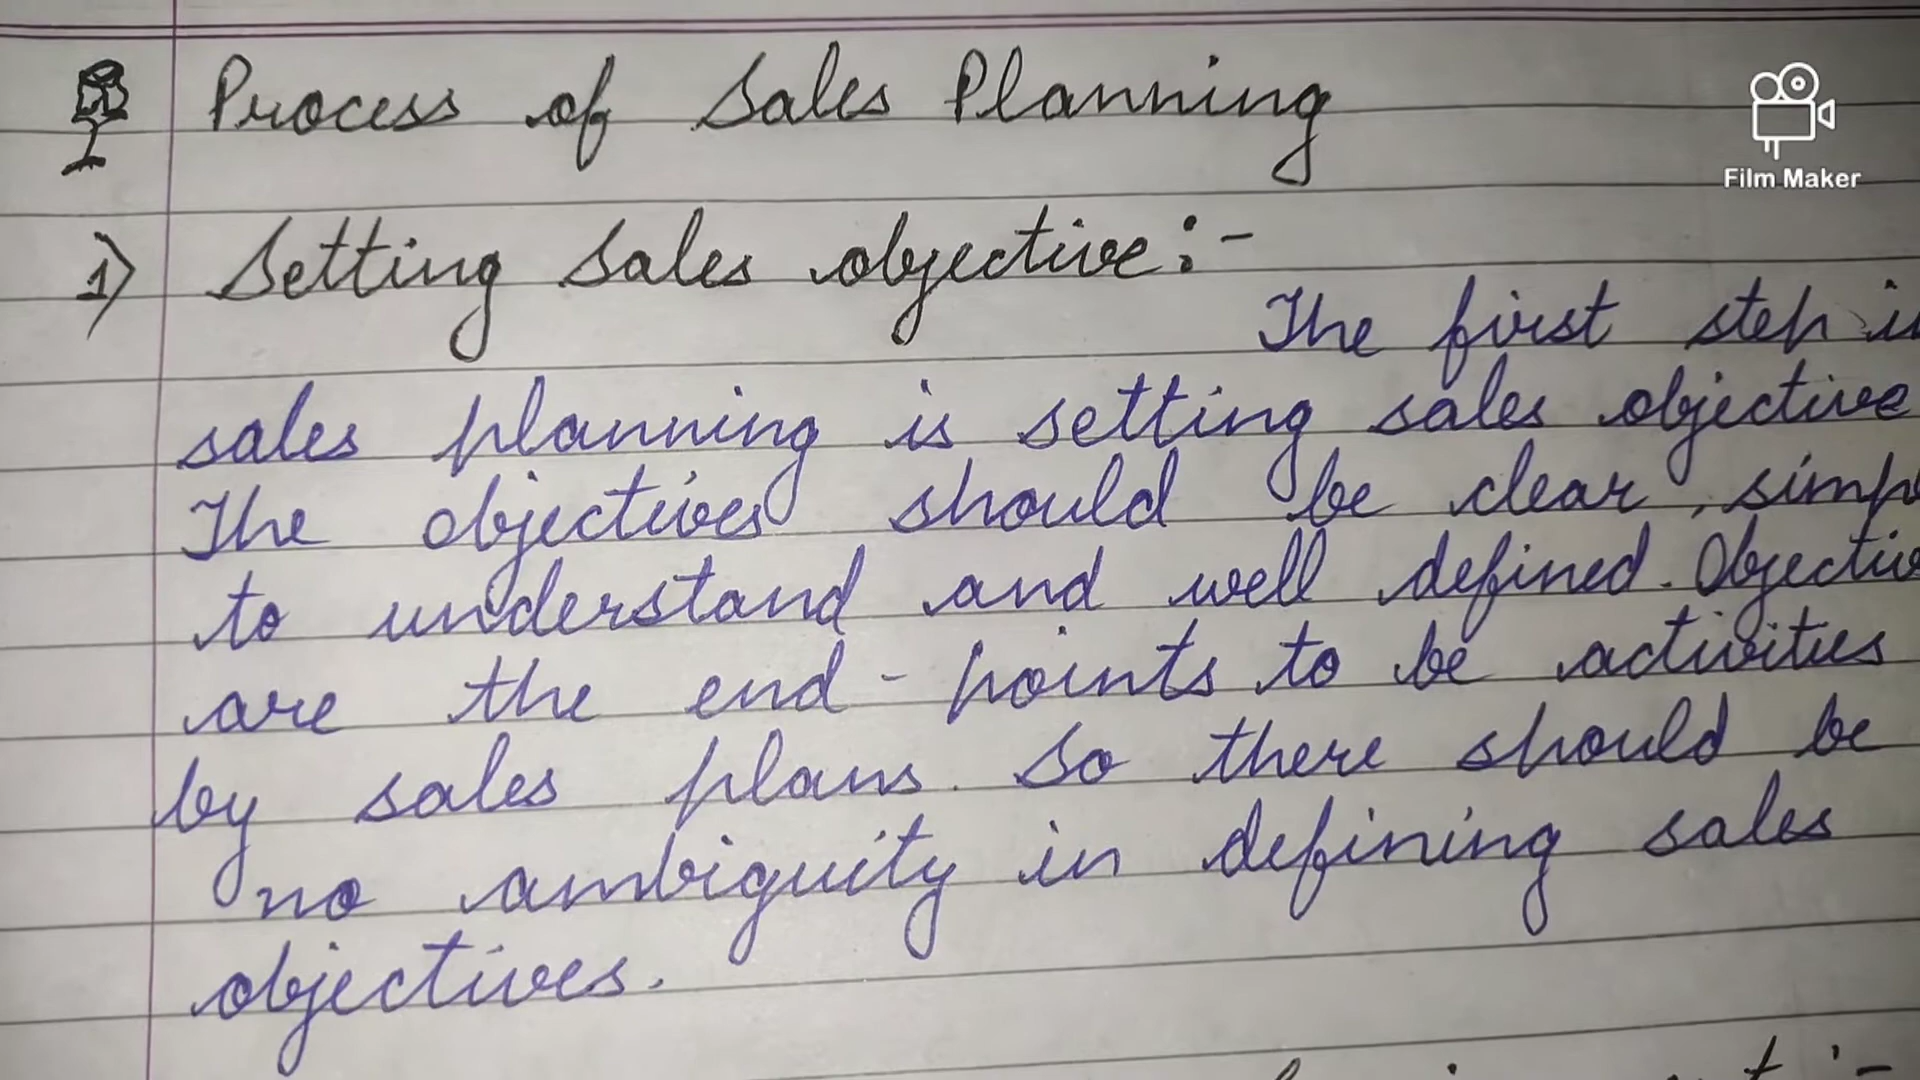 Process of Sales Planning
Film Maker
1) Setting Sales objective:-
The first step i
sales planning is setting sales objective
The objectives should be clear, simp
to understand and well defined. Objectiv
are the end - points to be activities
by sales plans. So there should be
no ambiguity in defining sales
objectives.